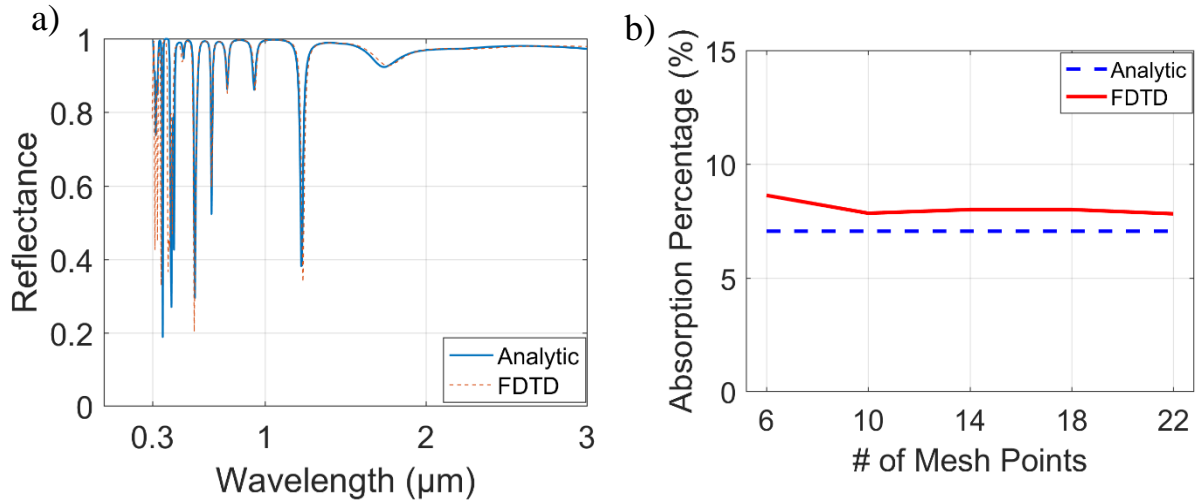 a)
Reflectance
1
0.8
0.6
0.4
0.2
0
0.3
1
2
3
Wavelength (μm)
Analytic
FDTD
b)
Absorption Percentage (%)
15
10
5
0
6
10
14
18
22
# of Mesh Points
Analytic
FDTD